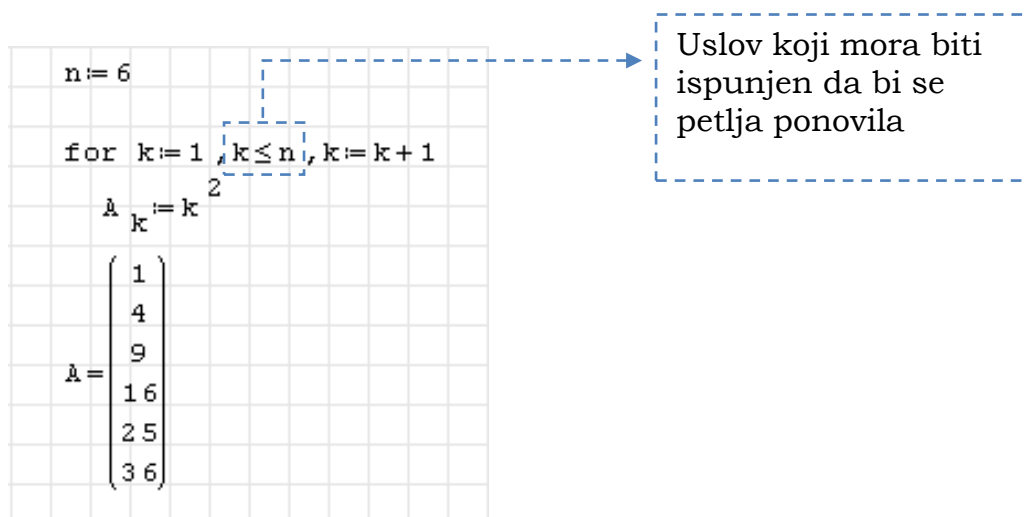 n:= 6
for k:= 1 , k ≤ n , k:= k + 1
A k := k 2
A =
1
4
9
16
25
36
Uslov koji mora biti
ispunjen da bi se
petlja ponovila